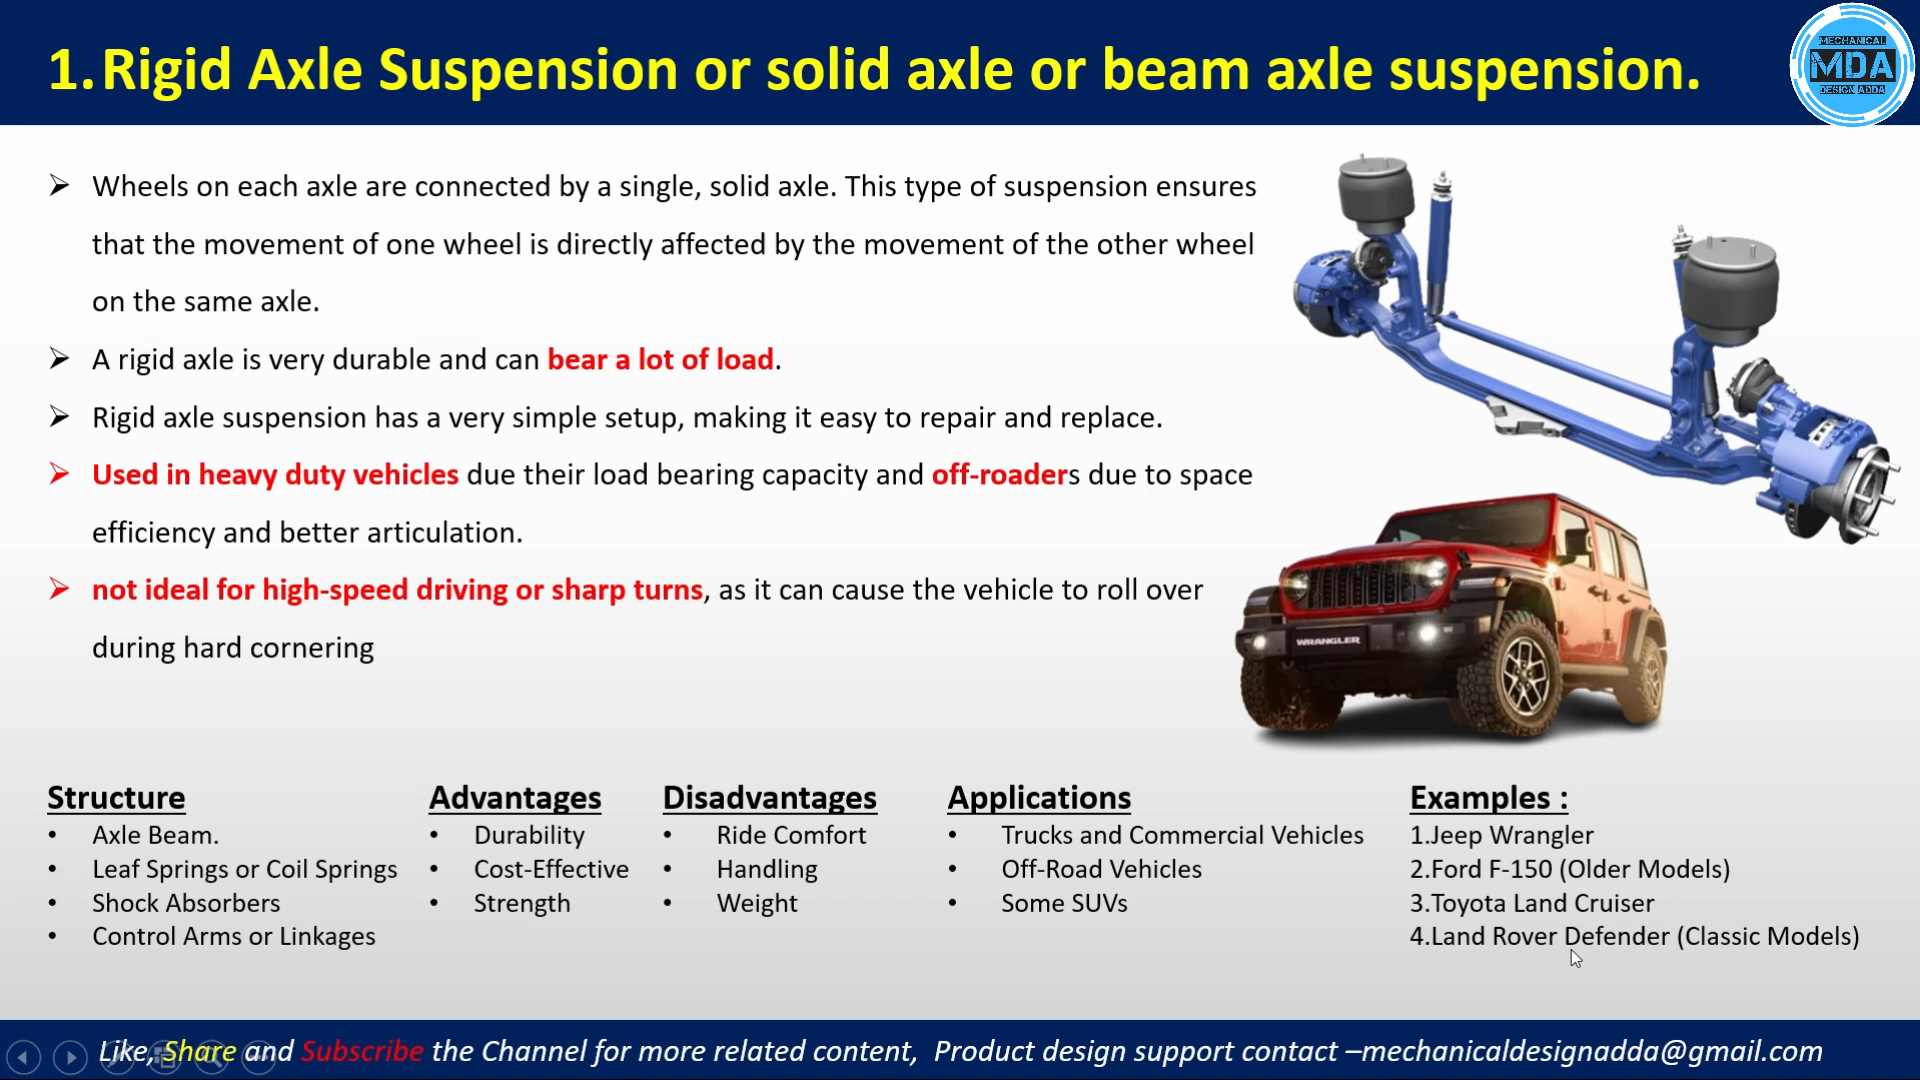 1. Rigid Axle Suspension or solid axle or beam axle suspension.
MECHANICAL
MDA
DESIGN ADDA
Wheels on each axle are connected by a single, solid axle. This type of suspension ensures
that the movement of one wheel is directly affected by the movement of the other wheel
on the same axle.
A rigid axle is very durable and can bear a lot of load.
Rigid axle suspension has a very simple setup, making it easy to repair and replace.
Used in heavy duty vehicles due their load bearing capacity and off-roaders due to space
efficiency and better articulation.
not ideal for high-speed driving or sharp turns, as it can cause the vehicle to roll over
during hard cornering
WRANGLER
Structure
• Axle Beam.
• Leaf Springs or Coil Springs
• Shock Absorbers
• Control Arms or Linkages
Advantages
• Durability
• Cost-Effective
• Strength
Disadvantages
• Ride Comfort
• Handling
• Weight
Applications
• Trucks and Commercial Vehicles
• Off-Road Vehicles
• Some SUVs
Examples :
1.Jeep Wrangler
2.Ford F-150 (Older Models)
3.Toyota Land Cruiser
4.Land Rover Defender (Classic Models)
Like, Share and Subscribe the Channel for more related content, Product design support contact –mechanicaldesignadda@gmail.com